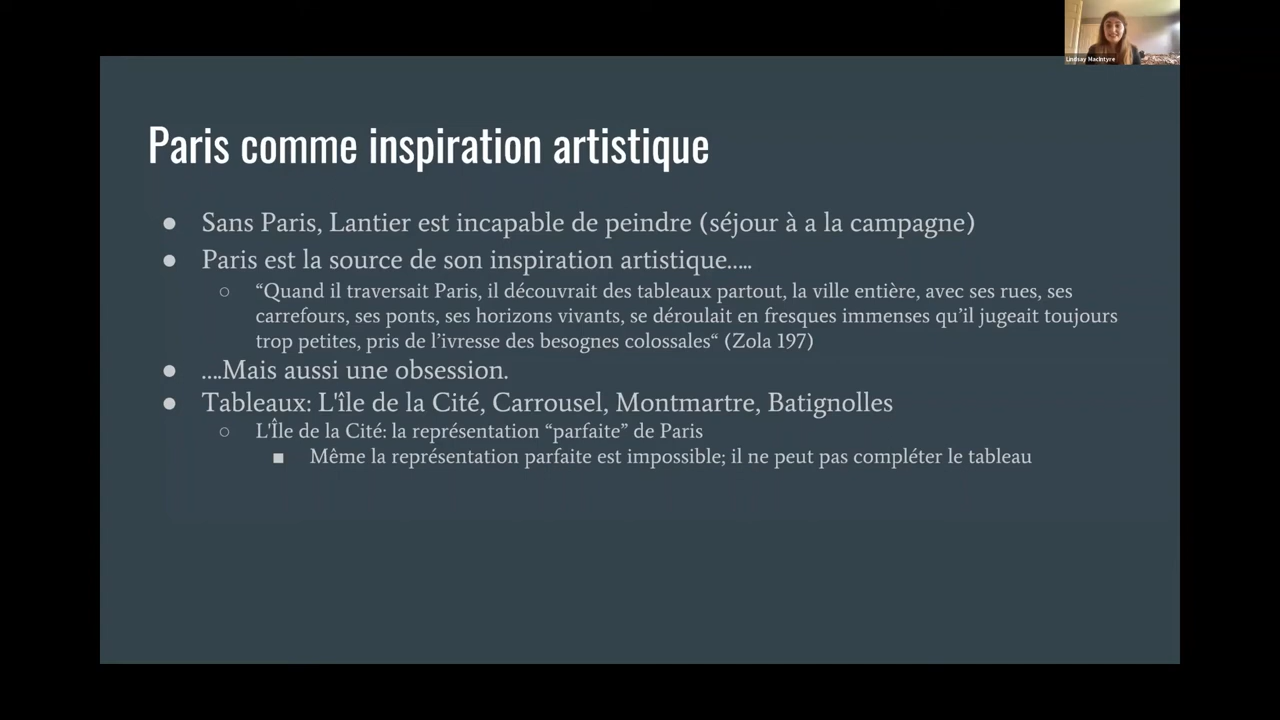 Lindsay MacIntyre
Paris comme inspiration artistique
● Sans Paris, Lantier est incapable de peindre (séjour à a la campagne)
● Paris est la source de son inspiration artistique.....
○ “Quand il traversait Paris, il découvrait des tableaux partout, la ville entière, avec ses rues, ses
carrefours, ses ponts, ses horizons vivants, se déroulait en fresques immenses qu’il jugeait toujours
trop petites, pris de l’ivresse des besognes colossales“ (Zola 197)
● ….Mais aussi une obsession.
● Tableaux: L'île de la Cité, Carrousel, Montmartre, Batignolles
○ L'Île de la Cité: la représentation “parfaite” de Paris
■ Même la représentation parfaite est impossible; il ne peut pas compléter le tableau